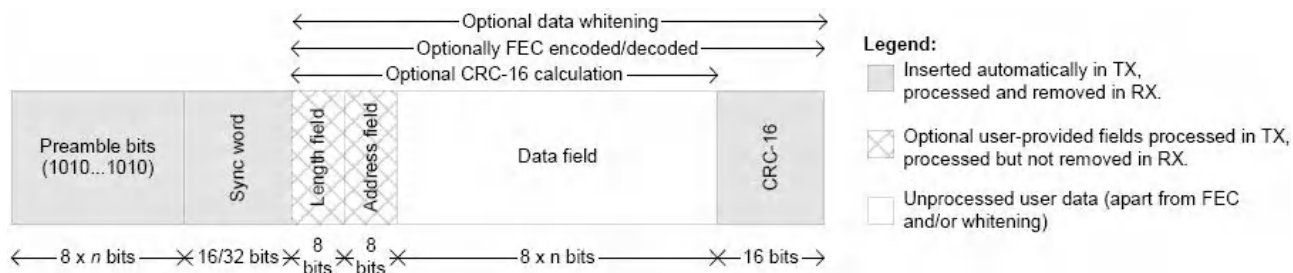 Optional data whitening
Optionally FEC encoded/decoded
Optional CRC-16 calculation
Preamble bits
(1010...1010)
Sync word
Length field
Address field
Data field
CRC-16
8 x n bits
16/32 bits
8
bits
8
bits
8 x n bits
16 bits
Legend:
Inserted automatically in TX,
processed and removed in RX.
Optional user-provided fields processed in TX,
processed but not removed in RX.
Unprocessed user data (apart from FEC
and/or whitening)